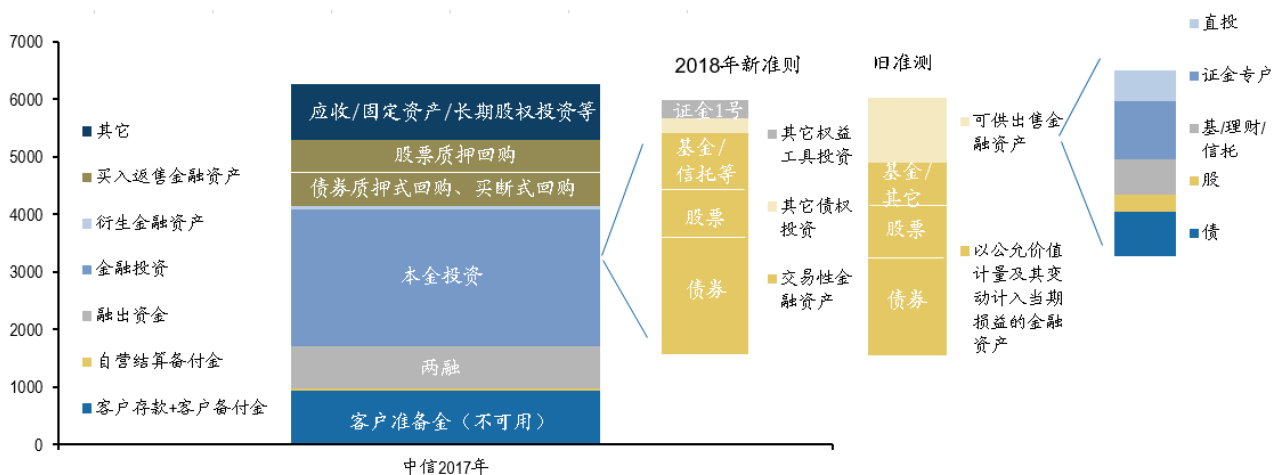 7000
6000
5000
4000
3000
2000
1000
0
其它
买入返售金融资产
衍生金融资产
金融投资
融出资金
自营结算备付金
客户存款+客户备付金
应收/固定资产/长期股权投资等
股票质押回购
债券质押式回购、买断式回购
本金投资
两融
客户准备金（不可用）
中信2017年
2018年新准则
证金1号
基金/
信托等
股票
债券
其它权益
工具投资
其它债权
投资
交易性金
融资产
旧准测
基金/
其它
股票
债券
可供出售金
融资产
以公允价值
计量及其变
动计入当期
损益的金融
资产
直投
证金专户
基/理财/
信托
股
债